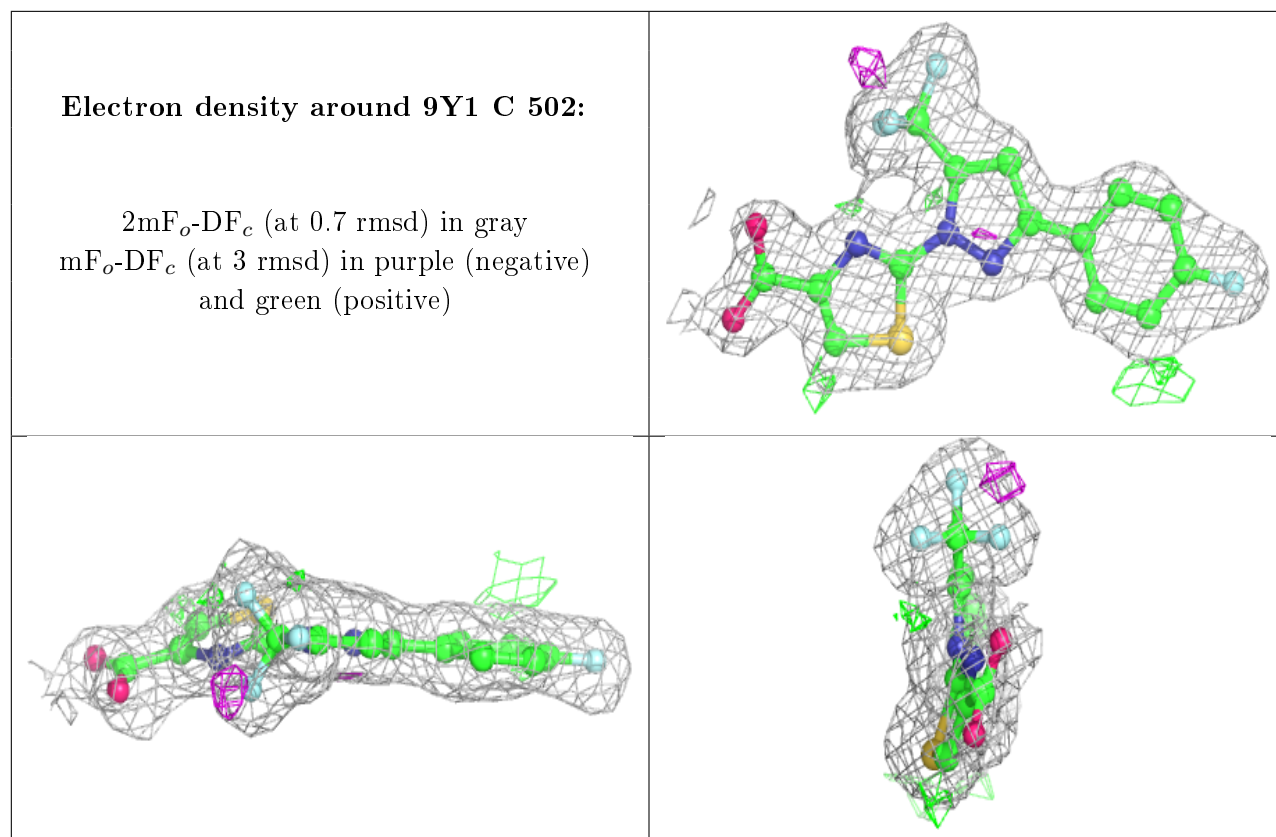 Electron density around 9Y1 C 502:
2mFo-DFc (at 0.7 rmsd) in gray
mFo-DFc (at 3 rmsd) in purple (negative)
and green (positive)